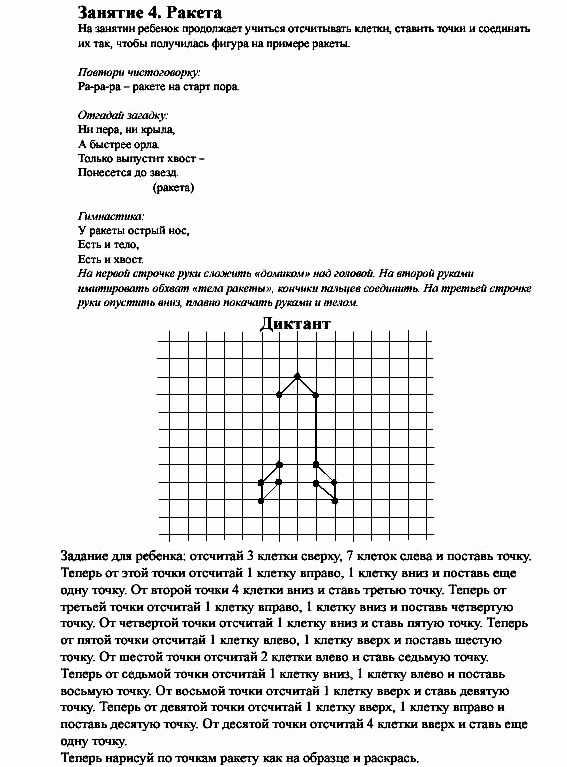 Занятие 4. Ракета
На занятии ребенок продолжает учиться отсчитывать клетки, ставить точки и соединять
их так, чтобы получилась фигура на примере ракеты.
Повтори чистоговорку:
Ра-ра-ра – ракете на старт пора.
Отгадай загадку:
Ни пера, ни крыла,
А быстрее орла.
Только выпустит хвост –
Понесется до звезд.
(ракета)
Гимнастика:
У ракеты острый нос,
Есть и тело,
Есть и хвост.
На первой строчке руки сложить «домиком» над головой. На второй руками
имитировать обхват «тела ракеты», кончики пальцев соединить. На третьей строчке
руки опустить вниз, плавно покачать руками и телом.
Диктант
Задание для ребенка: отсчитай 3 клетки сверху, 7 клеток слева и поставь точку.
Теперь от этой точки отсчитай 1 клетку вправо, 1 клетку вниз и поставь еще
одну точку. От второй точки 4 клетки вниз и ставь третью точку. Теперь от
третьей точки отсчитай 1 клетку вправо, 1 клетку вниз и поставь четвертую
точку. От четвертой точки отсчитай 1 клетку вниз и ставь пятую точку. Теперь
от пятой точки отсчитай 1 клетку влево, 1 клетку вверх и поставь шестую
точку. От шестой точки отсчитай 2 клетки влево и ставь седьмую точку.
Теперь от седьмой точки отсчитай 1 клетку вниз, 1 клетку влево и поставь
восьмую точку. От восьмой точки отсчитай 1 клетку вверх и ставь девятую
точку. Теперь от девятой точки отсчитай 1 клетку вверх, 1 клетку вправо и
поставь десятую точку. От десятой точки отсчитай 4 клетки вверх и ставь еще
одну точку.
Теперь нарисуй по точкам ракету как на образце и раскрась.